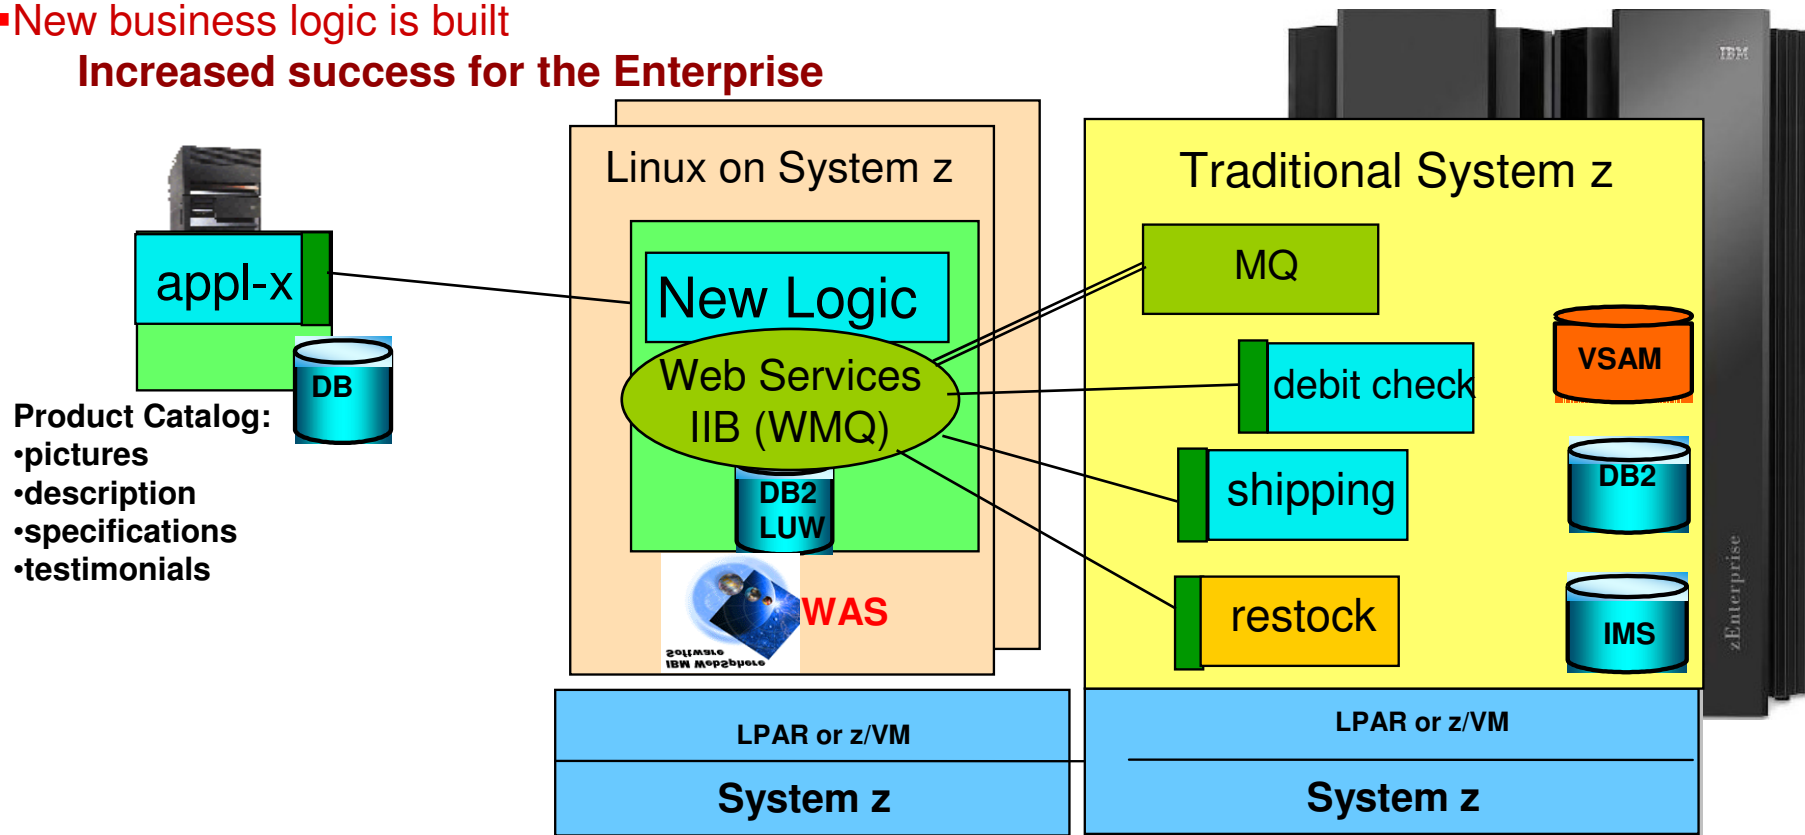 ▪New business logic is built
Increased success for the Enterprise
IBM
Linux on System z
Traditional System z
appl-x
New Logic
MQ
Web Services
IIB (WMQ)
debit check
VSAM
DB
Product Catalog:
•pictures
•description
•specifications
•testimonials
DB2
LUW
shipping
DB2
WAS
Software
IBM WebSphere
restock
IMS
zEnterprise
LPAR or z/VM
System z
LPAR or z/VM
System z